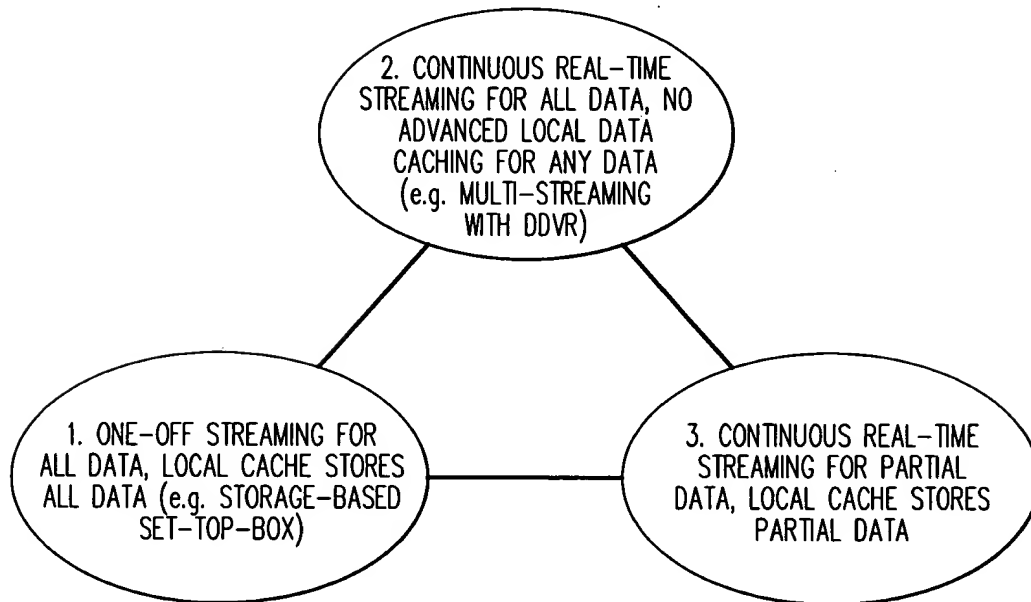 2. CONTINUOUS REAL-TIME
STREAMING FOR ALL DATA, NO
ADVANCED LOCAL DATA
CACHING FOR ANY DATA
(e.g. MULTI-STREAMING
WITH DDVR)
1. ONE-OFF STREAMING FOR
ALL DATA, LOCAL CACHE STORES
ALL DATA (e.g. STORAGE-BASED
SET-TOP-BOX)
3. CONTINUOUS REAL-TIME
STREAMING FOR PARTIAL
DATA, LOCAL CACHE STORES
PARTIAL DATA